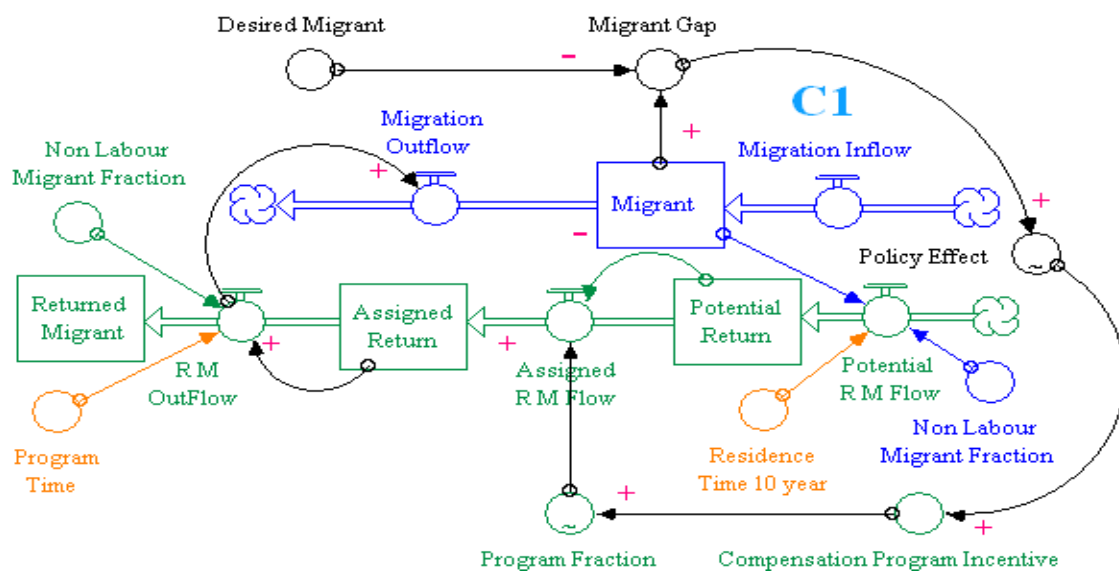 Desired Migrant
Migrant Gap
–
C1
+
Migration
Outflow
Migration Inflow
Non Labour
Migrant Fraction
+
+
Migrant
–
Policy Effect
~
Returned
Migrant
Assigned
Return
Potential
Return
+
+
R M
OutFlow
Assigned
R M Flow
Potential
R M Flow
Program
Time
Residence
Time 10 year
Non Labour
Migrant Fraction
~
+
+
Program Fraction
Compensation Program Incentive